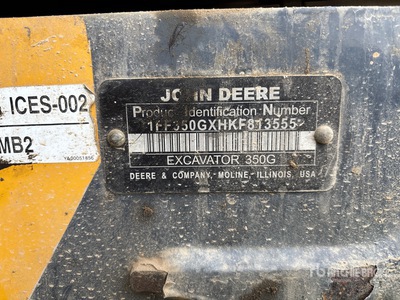 ICES-002
MB2
JOHN DEERE
Product Identification Number
1FF350GXHKF813555
EXCAVATOR 350G
DEERE & COMPANY, MOLINE, ILLINOIS, USA